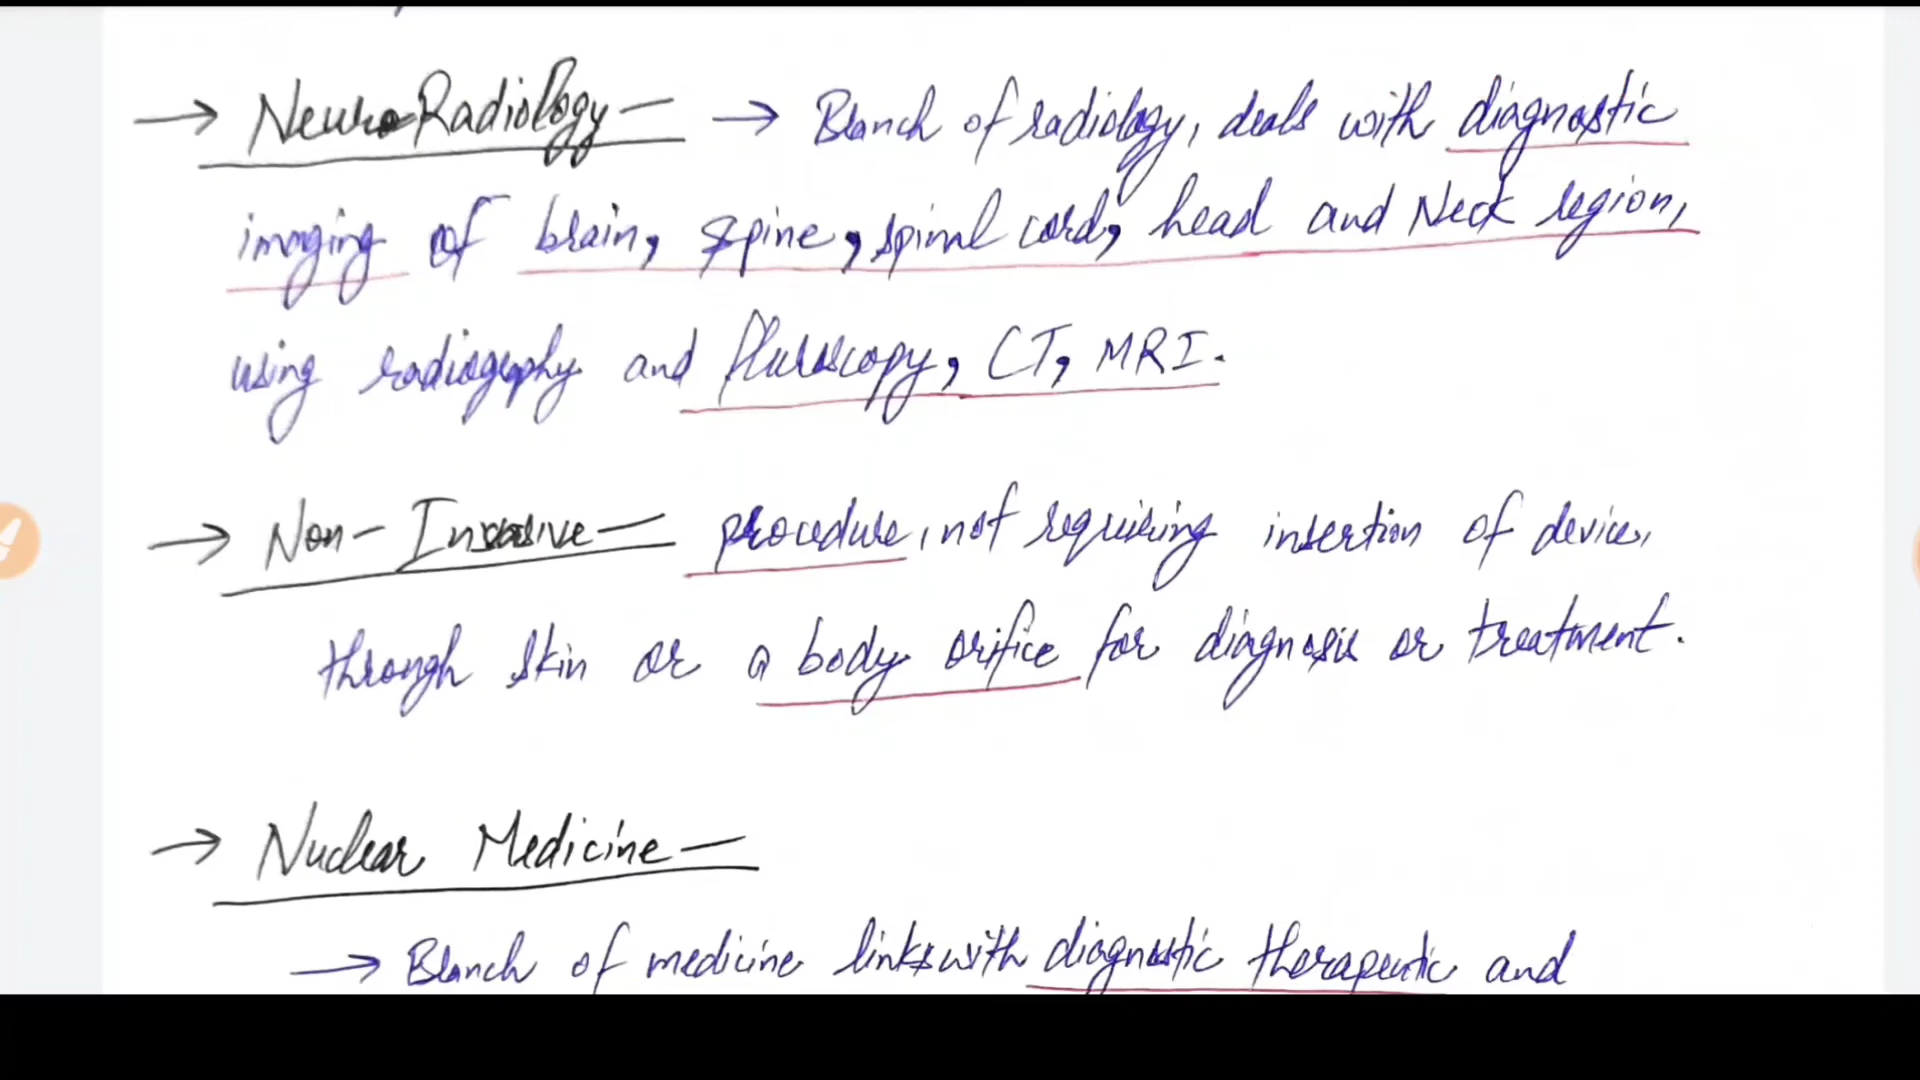 → Neuro Radiology — → Branch of radiology, deals with diagnostic
imaging of brain, spine, spinal cord, head and Neck region,
using radiography and fluroscopy, CT, MRI.
→ Non-Invasive — procedure, not requiring insertion of device,
through skin or a body orifice for diagnosis or treatment.
→ Nuclear Medicine —
→ Branch of medicine links with diagnostic therapeutic and